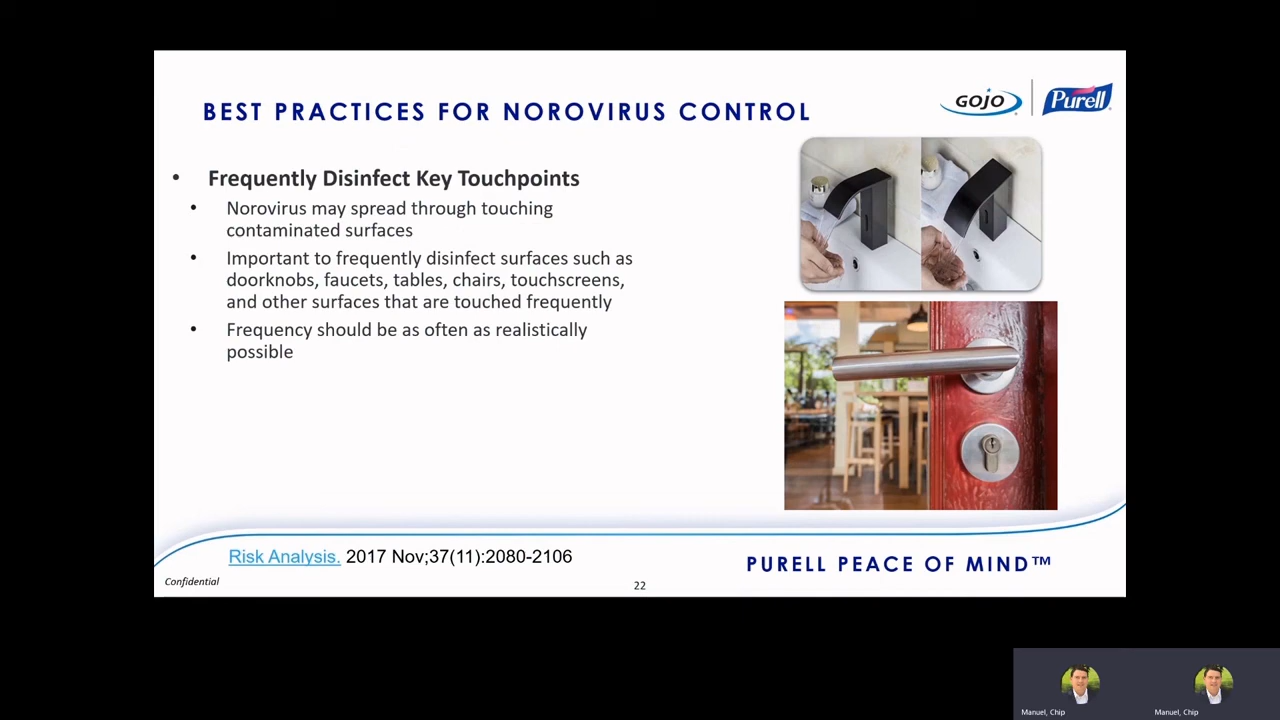 BEST PRACTICES FOR NOROVIRUS CONTROL
GOJO
Purell
• Frequently Disinfect Key Touchpoints
• Norovirus may spread through touching
contaminated surfaces
• Important to frequently disinfect surfaces such as
doorknobs, faucets, tables, chairs, touchscreens,
and other surfaces that are touched frequently
• Frequency should be as often as realistically
possible
Risk Analysis. 2017 Nov;37(11):2080-2106
PURELL PEACE OF MIND™
Confidential
22
Manuel, Chip
Manuel, Chip